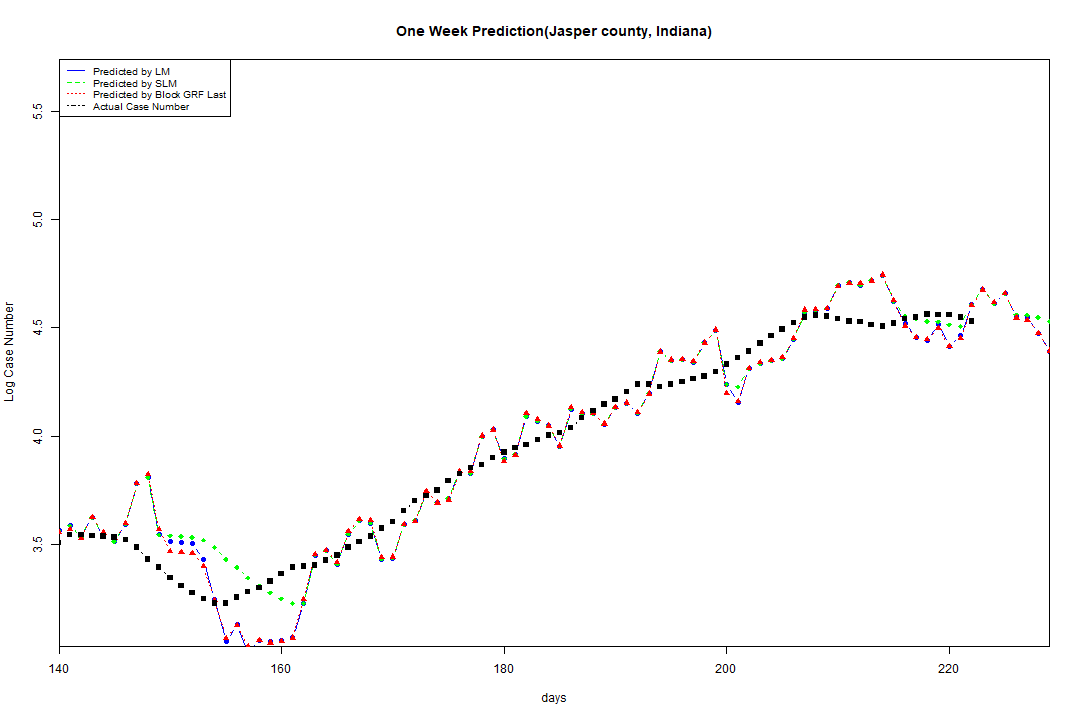 One Week Prediction(Jasper county, Indiana)
Predicted by LM
Predicted by SLM
Predicted by Block GRF Last
Actual Case Number
5.5
5.0
4.5
4.0
3.5
Log Case Number
140 160 180 200 220
days